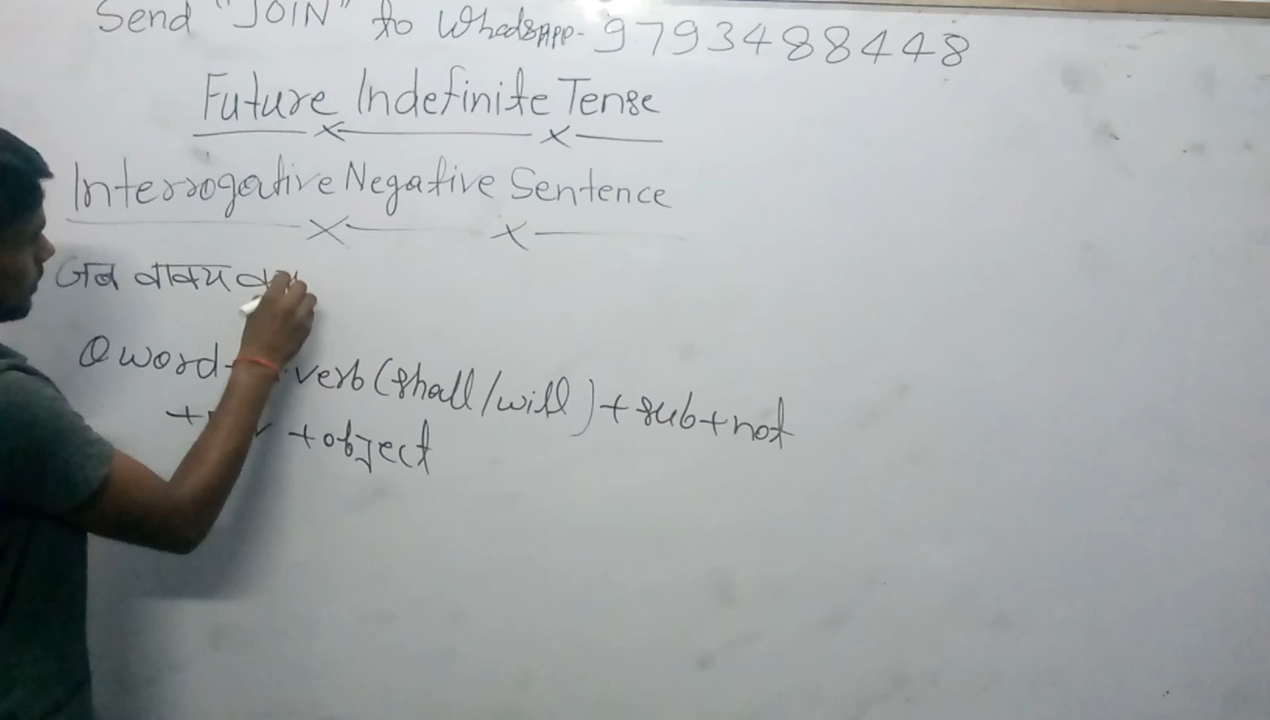 Send "JOIN" to WhatsApp- 9793488448
Future Indefinite Tense
Interrogative Negative Sentence
जब वाक्य
Q word verb (shall/will) + sub + not
+ object